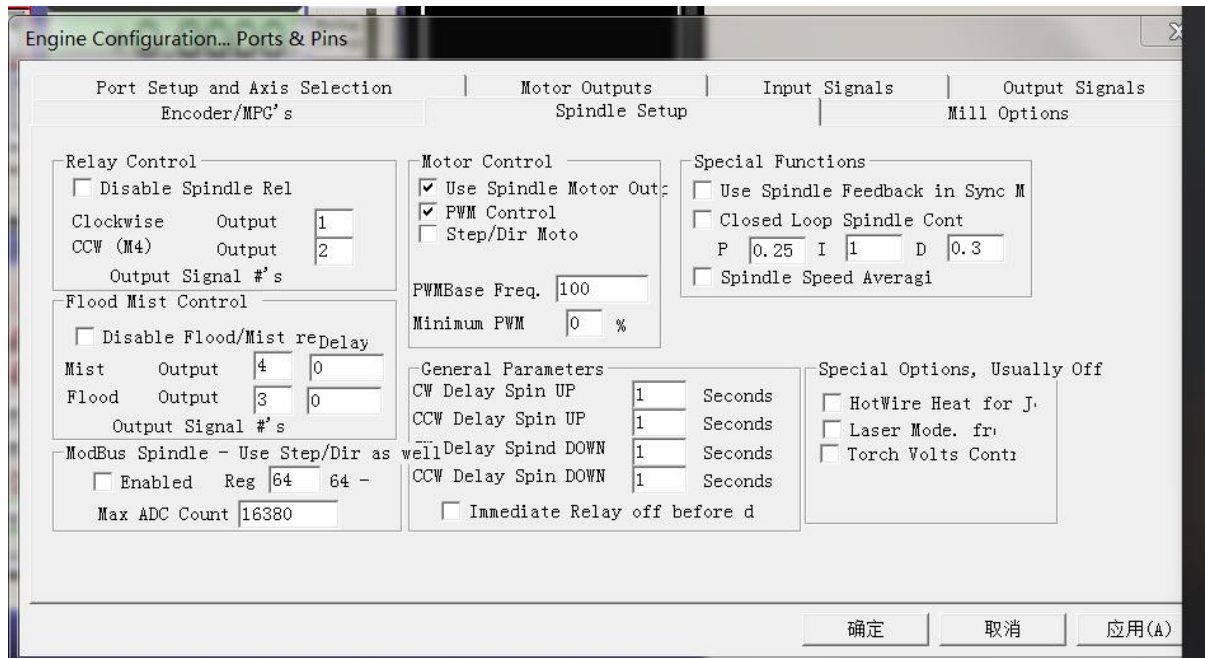 Engine Configuration... Ports & Pins
Port Setup and Axis Selection
Motor Outputs
Input Signals
Output Signals
Encoder/MPG's
Spindle Setup
Mill Options
Relay Control
Disable Spindle Rel
Clockwise Output 1
CCW (M4) Output 2
Output Signal #'s
Flood Mist Control
Disable Flood/Mist re
Delay
Mist Output 4 0
Flood Output 3 0
Output Signal #'s
ModBus Spindle - Use Step/Dir as well
Enabled Reg 64 64 -
Max ADC Count 16380
Motor Control
Use Spindle Motor Outp
PWM Control
Step/Dir Moto
PWMBase Freq. 100
Minimum PWM 0 %
General Parameters
CW Delay Spin UP 1 Seconds
CCW Delay Spin UP 1 Seconds
Delay Spind DOWN 1 Seconds
CCW Delay Spin DOWN 1 Seconds
Immediate Relay off before d
Special Functions
Use Spindle Feedback in Sync M
Closed Loop Spindle Cont
P 0.25 I 1 D 0.3
Spindle Speed Averagi
Special Options, Usually Off
HotWire Heat for J
Laser Mode. fr
Torch Volts Cont
确定
取消
应用(A)